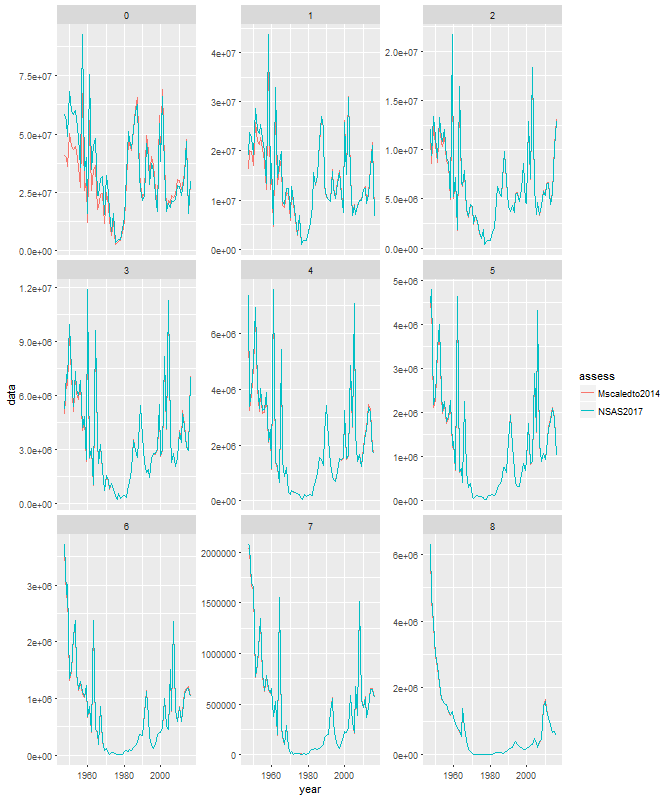 0 1 2
7.5e+07
5.0e+07
2.5e+07
0.0e+00
4e+07
3e+07
2e+07
1e+07
0e+00
2.0e+07
1.5e+07
1.0e+07
5.0e+06
0.0e+00
3 4 5
1.2e+07
9.0e+06
6.0e+06
3.0e+06
0.0e+00
6e+06
4e+06
2e+06
0e+00
5e+06
4e+06
3e+06
2e+06
1e+06
0e+00
data
assess
Mscaledto2014
NSAS2017
6 7 8
3e+06
2e+06
1e+06
0e+00
2000000
1500000
1000000
500000
0
6e+06
4e+06
2e+06
0e+00
1960 1980 2000 1960 1980 2000 1960 1980 2000
year